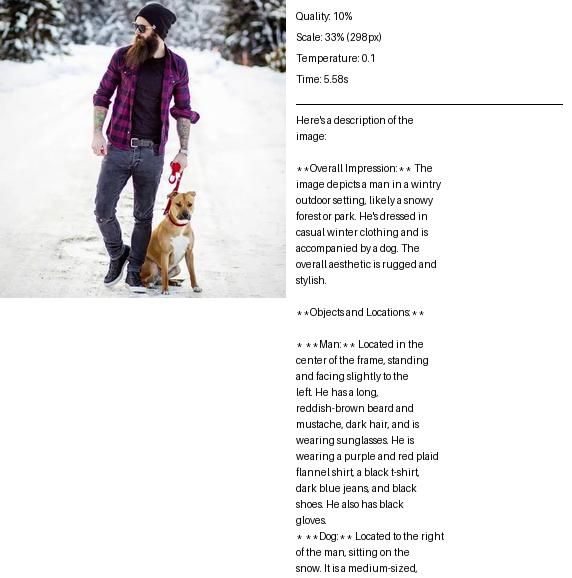 Quality: 10%
Scale: 33% (298px)
Temperature: 0.1
Time: 5.58s
Here's a description of the
image:
**Overall Impression:** The
image depicts a man in a wintry
outdoor setting, likely a snowy
forest or park. He's dressed in
casual winter clothing and is
accompanied by a dog. The
overall aesthetic is rugged and
stylish.
**Objects and Locations:**
* **Man:** Located in the
center of the frame, standing
and facing slightly to the
left. He has a long,
reddish-brown beard and
mustache, dark hair, and is
wearing sunglasses. He is
wearing a purple and red plaid
flannel shirt, a black t-shirt,
dark blue jeans, and black
shoes. He also has black
gloves.
* **Dog:** Located to the right
of the man, sitting on the
snow. It is a medium-sized,